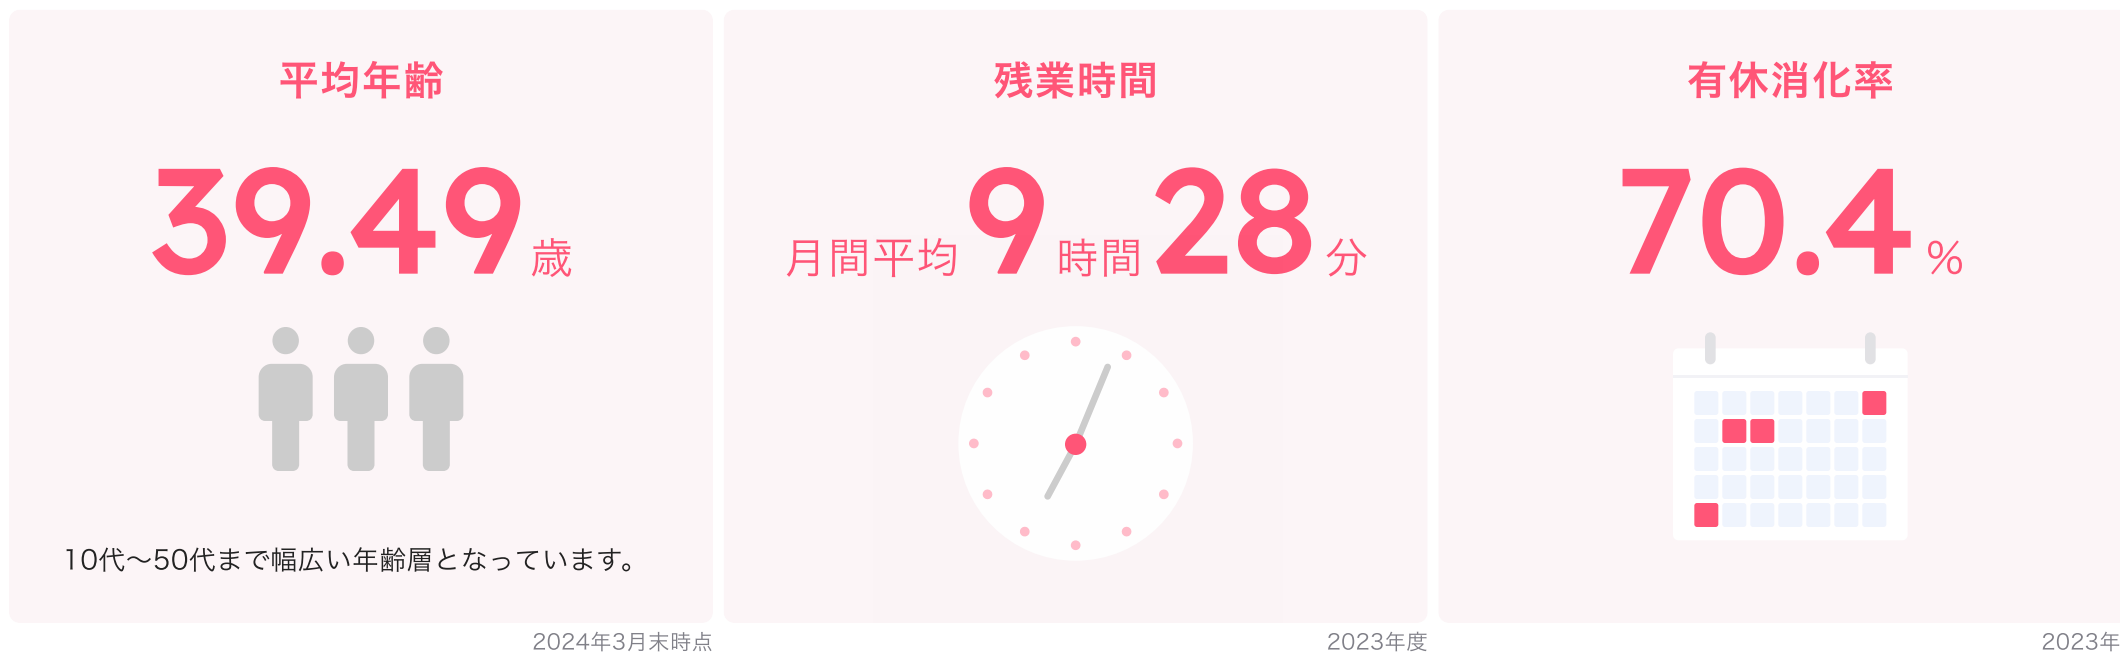 平均年齢
39.49歳
10代〜50代まで幅広い年齢層となっています。
2024年3月末時点
残業時間
月間平均9時間28分
2023年度
有休消化率
70.4%
2023年